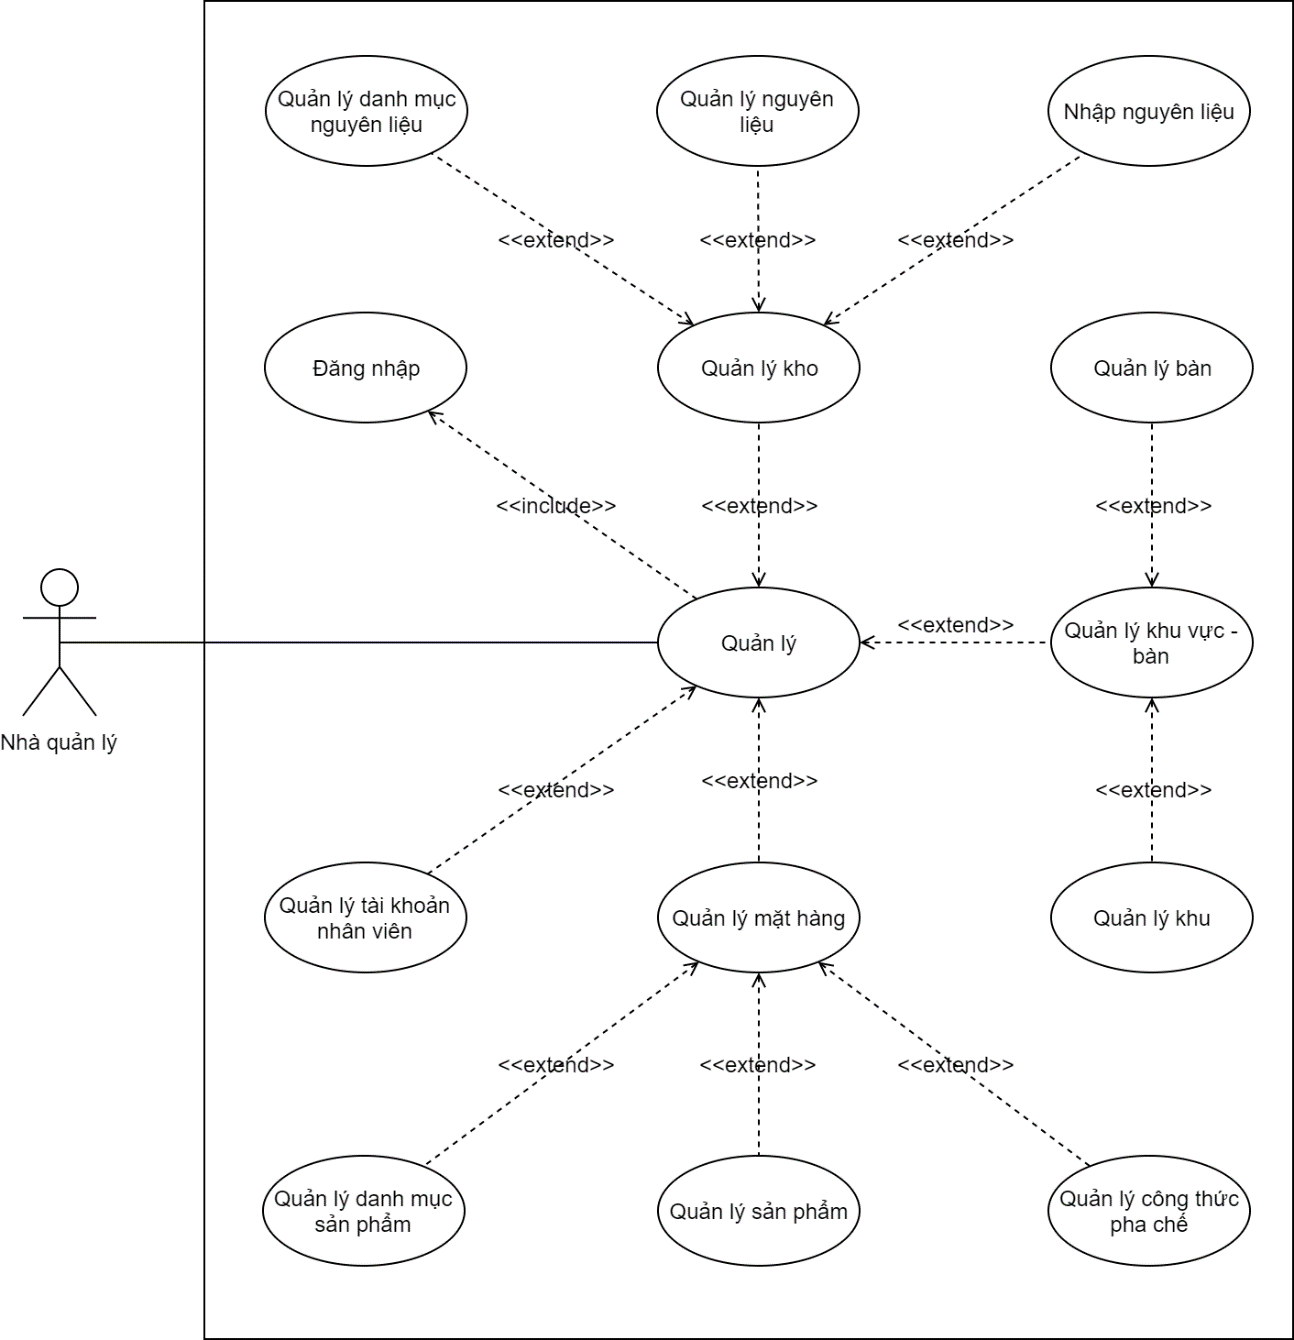 Quản lý danh mục
nguyên liệu
Quản lý nguyên
liệu
Nhập nguyên liệu
<<extend>>
<<extend>>
<<extend>>
Đăng nhập
Quản lý kho
Quản lý bàn
<<include>>
<<extend>>
<<extend>>
Nhà quản lý
Quản lý
<<extend>>
Quản lý khu vực -
bàn
<<extend>>
<<extend>>
<<extend>>
Quản lý tài khoản
nhân viên
Quản lý mặt hàng
Quản lý khu
<<extend>>
<<extend>>
<<extend>>
Quản lý danh mục
sản phẩm
Quản lý sản phẩm
Quản lý công thức
pha chế